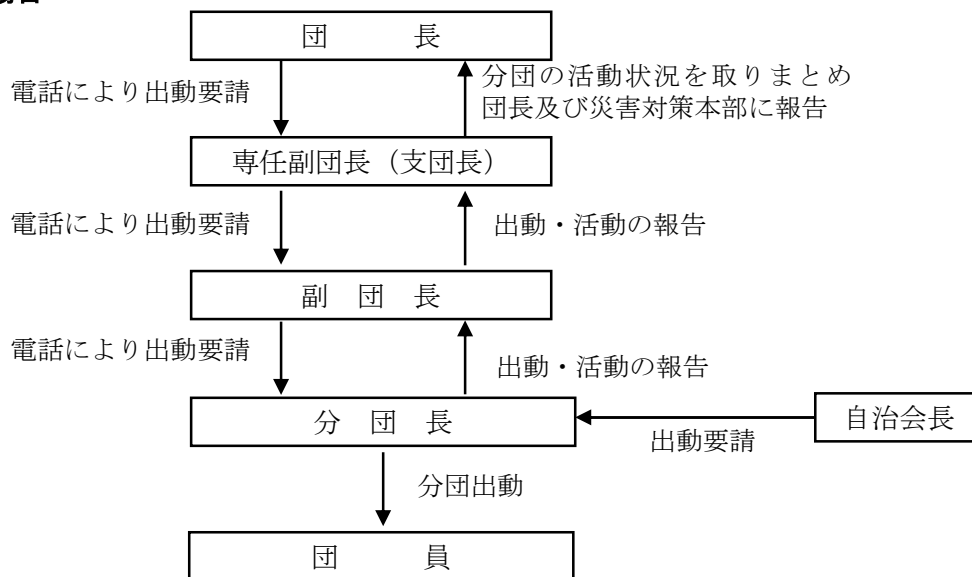 団　　　長
電話により出動要請
分団の活動状況を取りまとめ
団長及び災害対策本部に報告
専任副団長（支団長）
電話により出動要請
出動・活動の報告
副　団　長
電話により出動要請
出動・活動の報告
分　団　長
自治会長
出動要請
分団出動
団　　　員